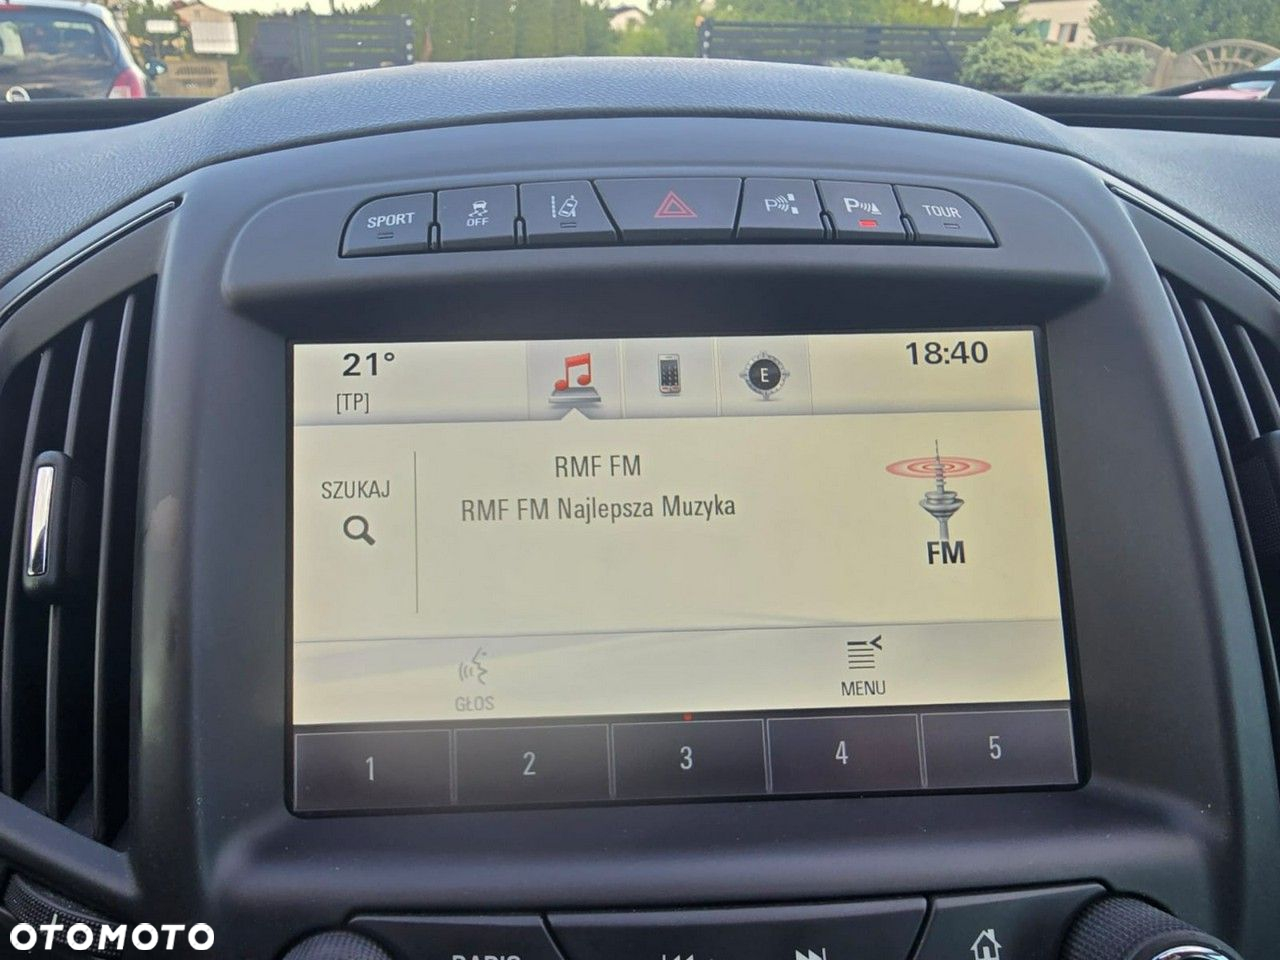 SPORT
OFF
P
P
TOUR
21°
[TP]
E
18:40
SZUKAJ
RMF FM
RMF FM Najlepsza Muzyka
FM
GŁOS
MENU
1
2
3
4
5
RADIO
OTOMOTO